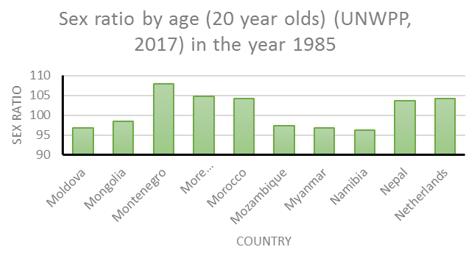 Sex ratio by age (20 year olds) (UNWPP,
2017) in the year 1985
110
105
100
95
90
SEX RATIO
Moldova
Mongolia
Montenegro
More...
Morocco
Mozambique
Myanmar
Namibia
Nepal
Netherlands
COUNTRY